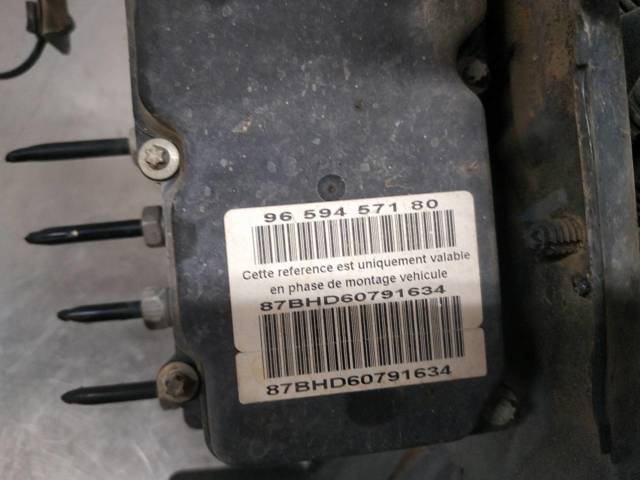 96 594 571 80
Cette reference est uniquement valable
en phase de montage vehicule
87BHD60791634
87BHD60791634